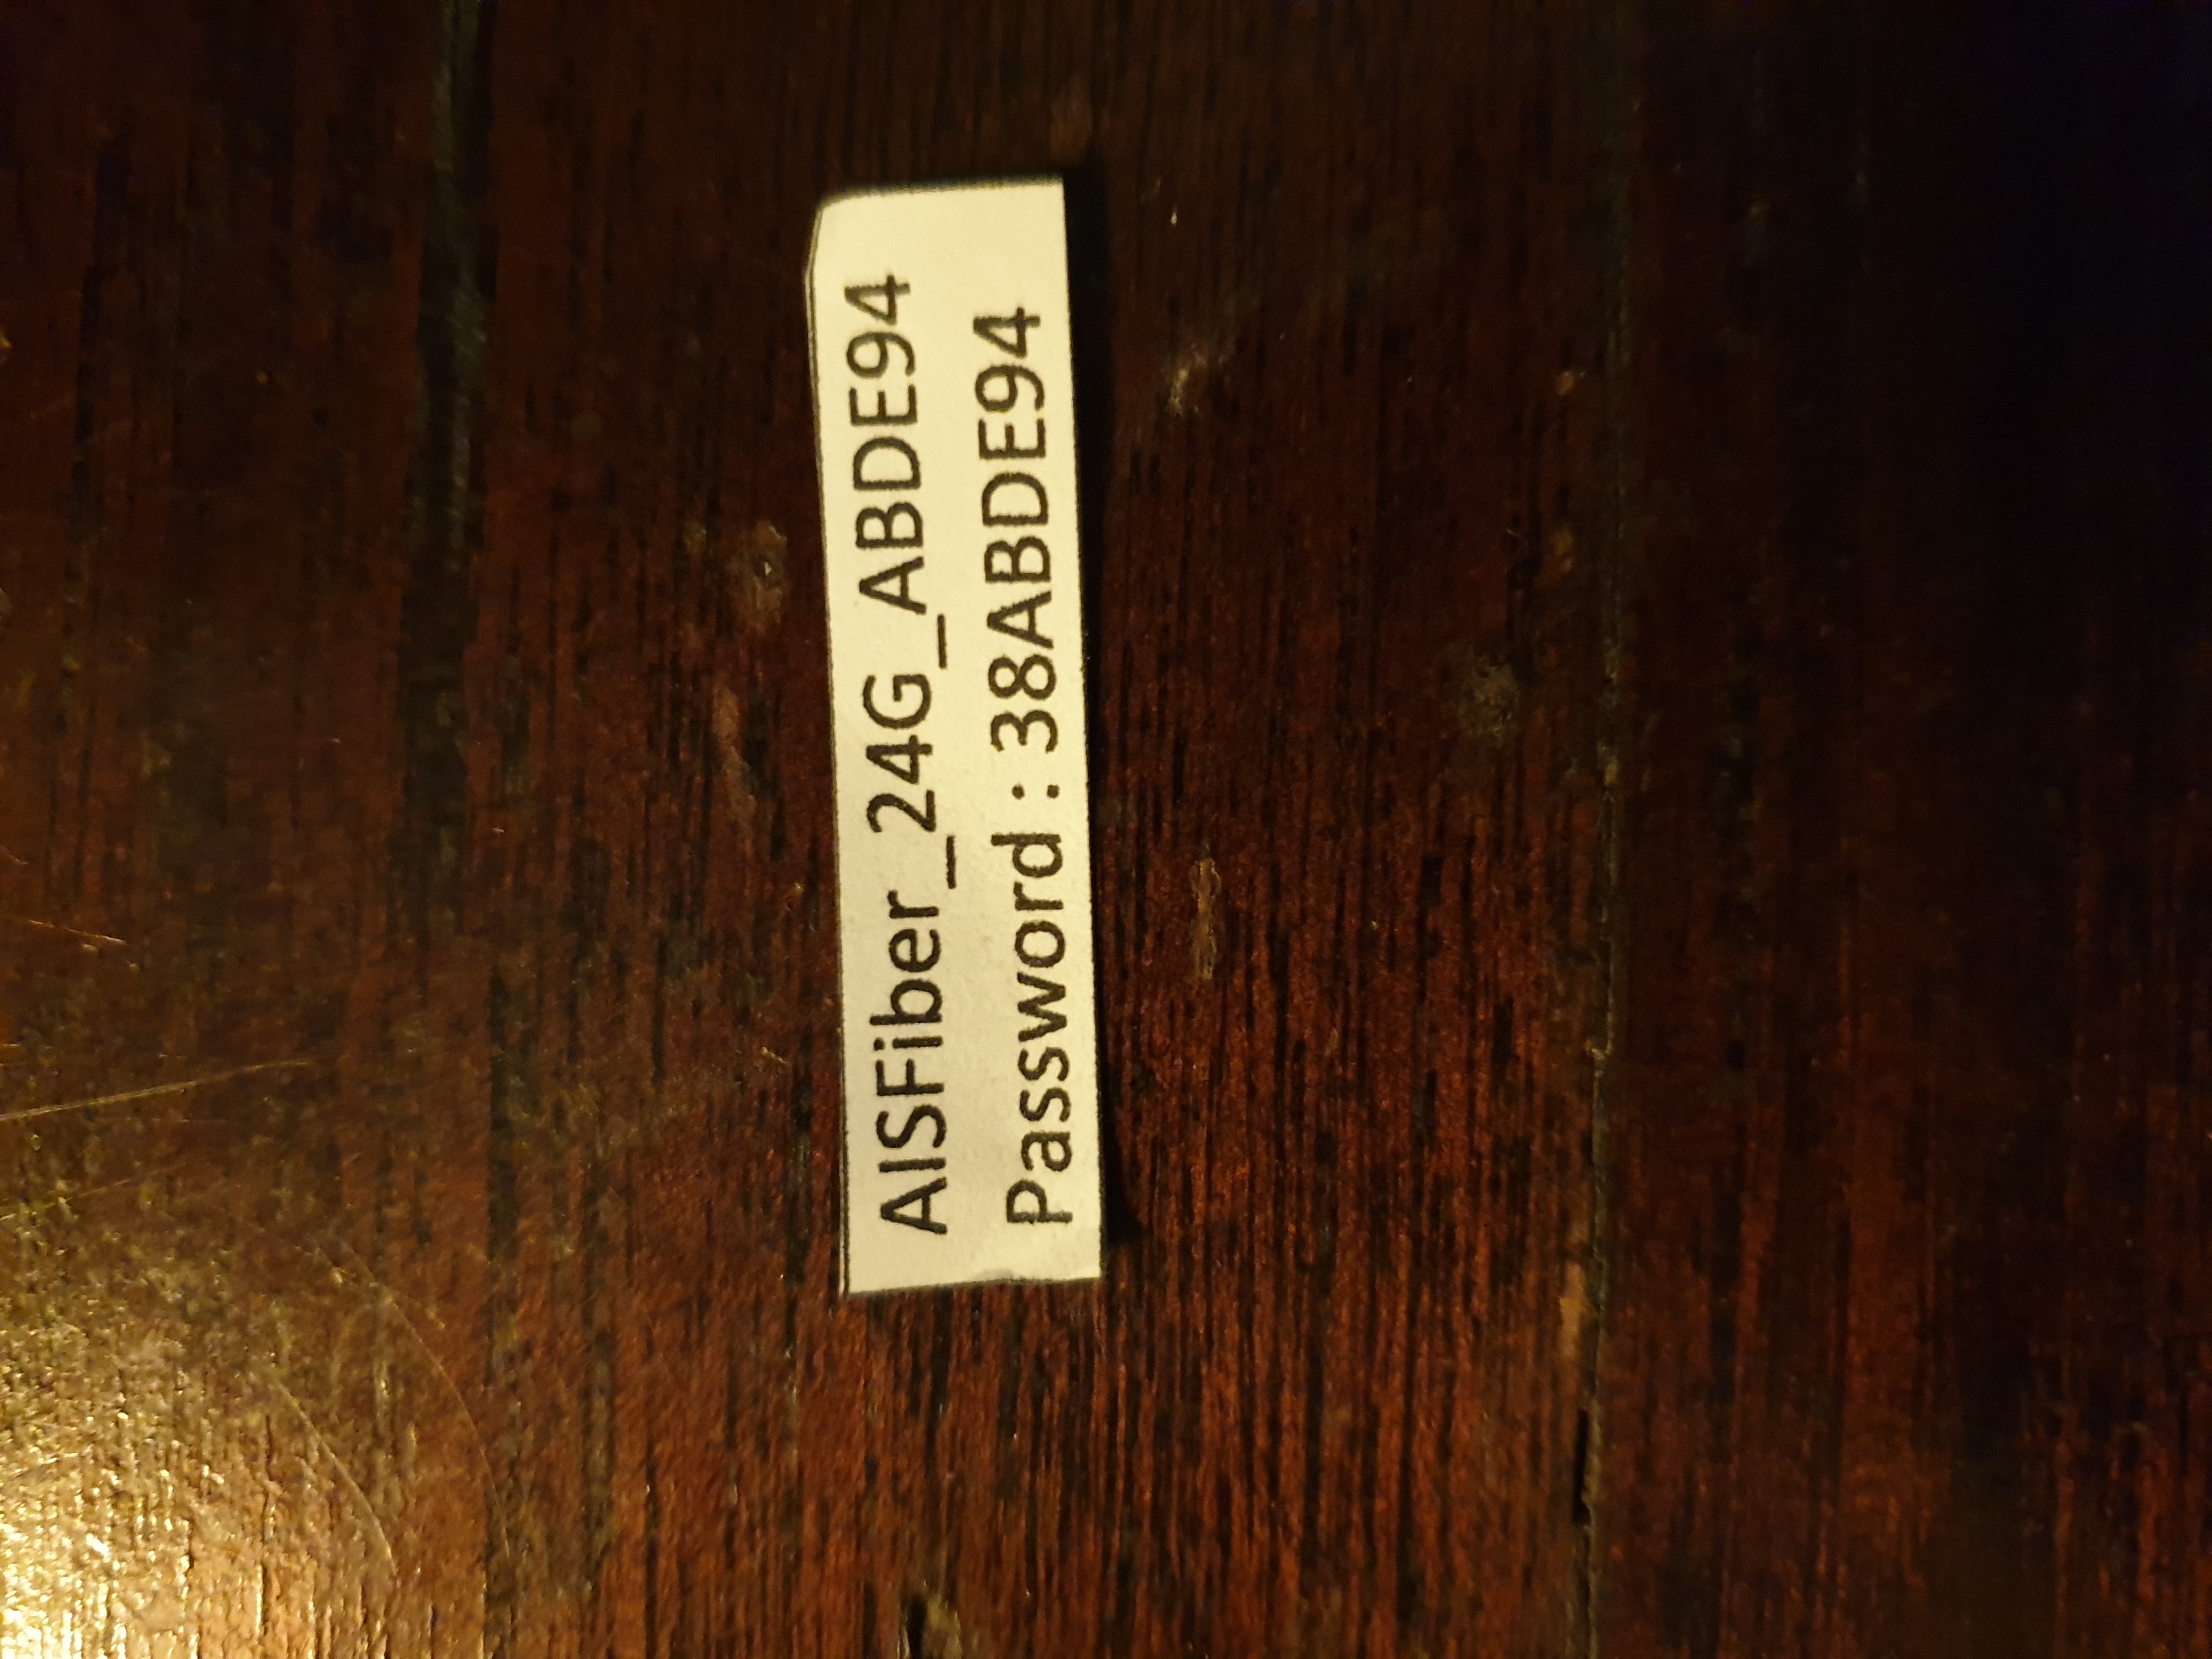 AISFiber_24G_ABDE94
Password : 38ABDE94